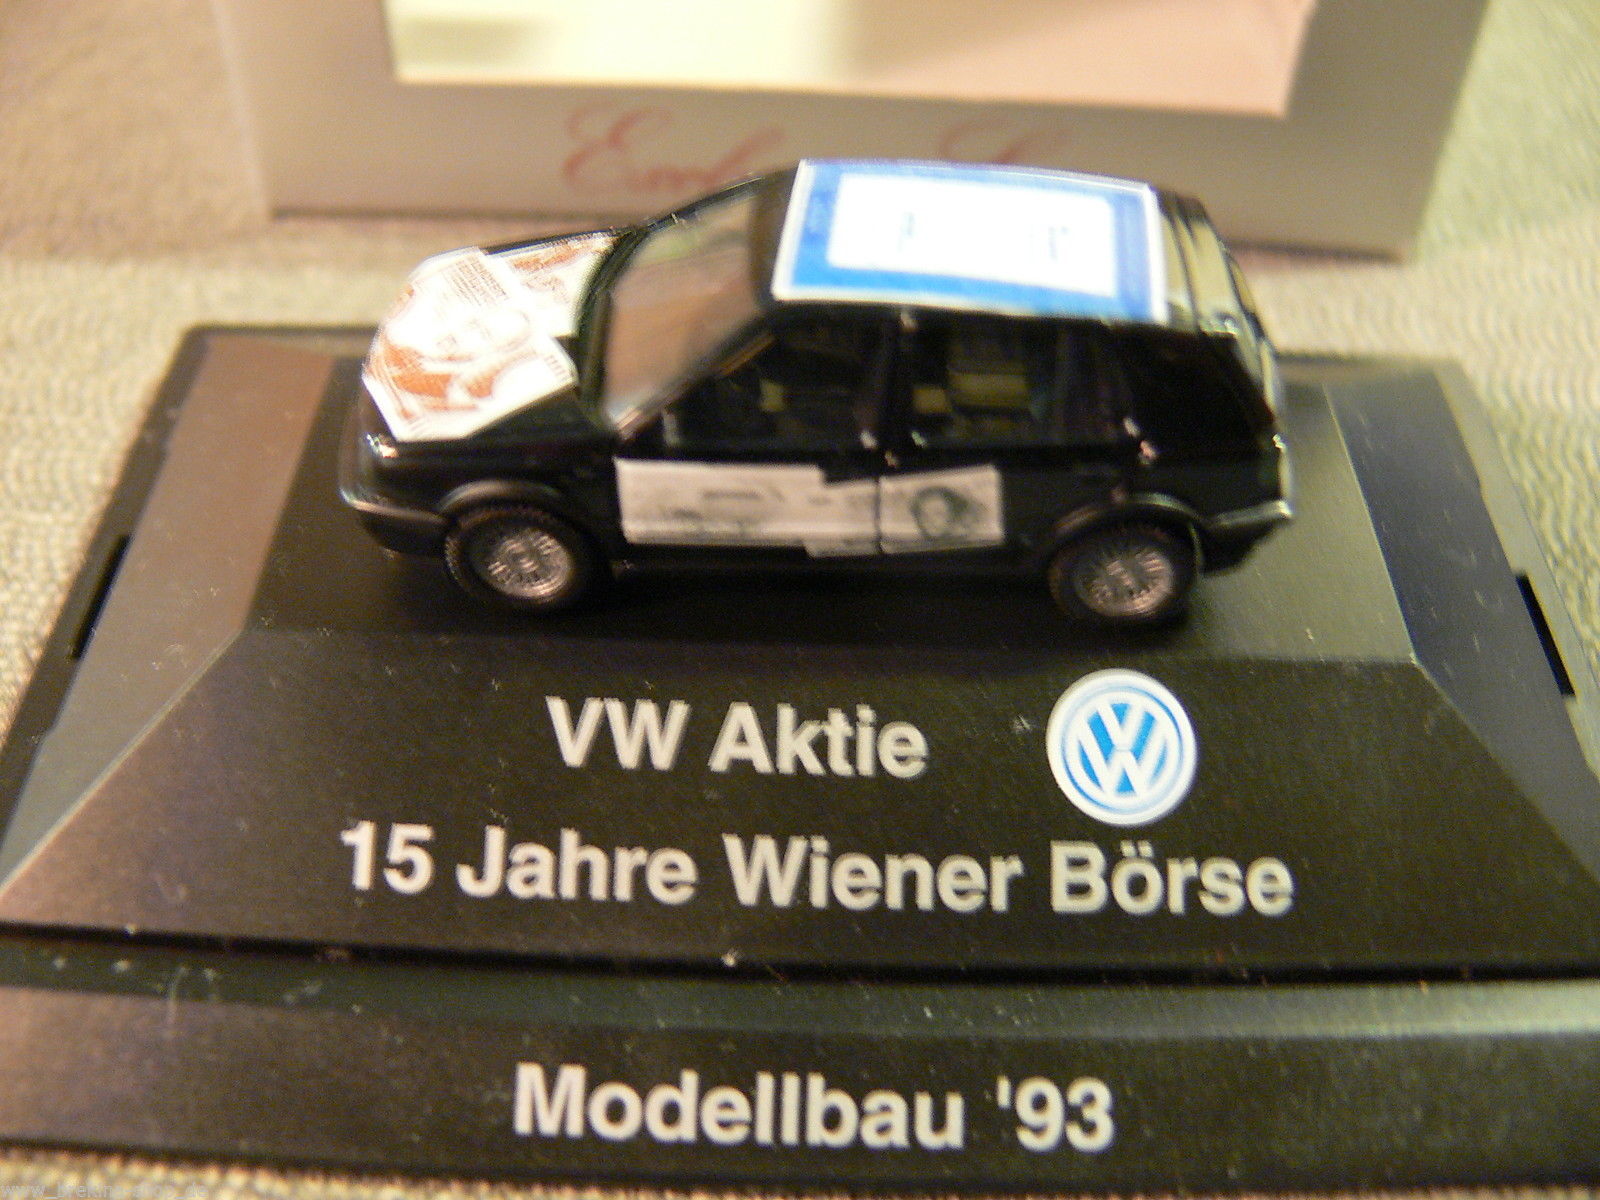 VW Aktie
15 Jahre Wiener Börse
Modellbau '93